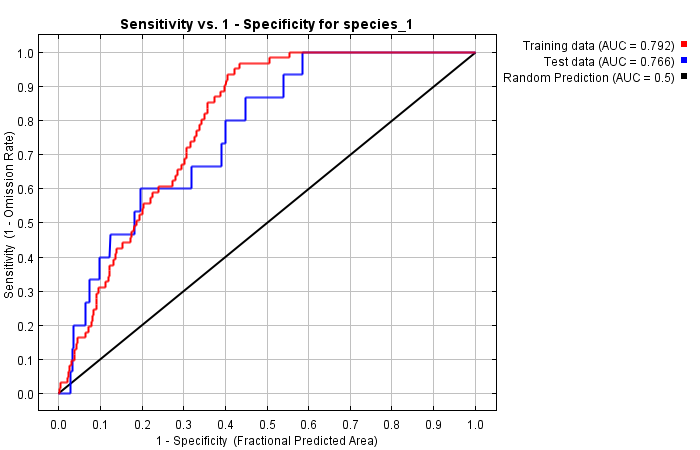 Sensitivity vs. 1 - Specificity for species_1
Training data (AUC = 0.792)
Test data (AUC = 0.766)
Random Prediction (AUC = 0.5)
Sensitivity (1 - Omission Rate)
1.0
0.9
0.8
0.7
0.6
0.5
0.4
0.3
0.2
0.1
0.0
0.0 0.1 0.2 0.3 0.4 0.5 0.6 0.7 0.8 0.9 1.0
1 - Specificity (Fractional Predicted Area)